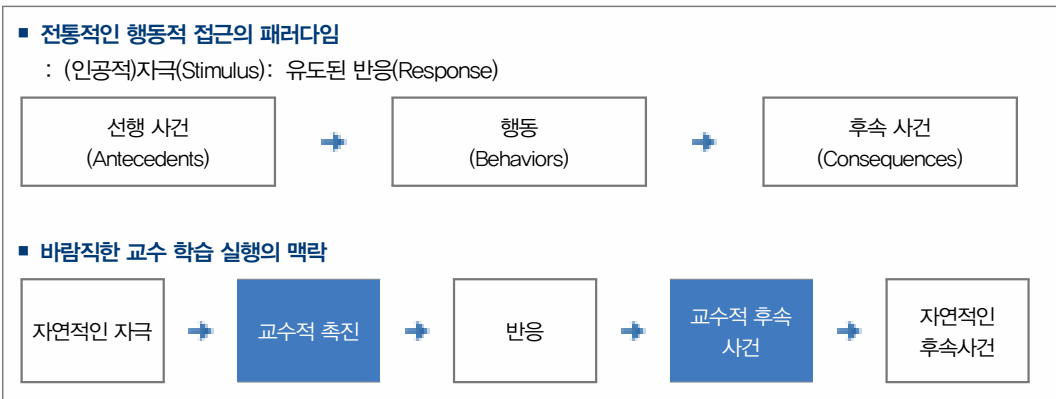 ■ 전통적인 행동적 접근의 패러다임
: (인공적)자극(Stimulus): 유도된 반응(Response)
선행 사건
(Antecedents)
행동
(Behaviors)
후속 사건
(Consequences)
■ 바람직한 교수 학습 실행의 맥락
자연적인 자극
교수적 촉진
반응
교수적 후속
사건
자연적인
후속사건